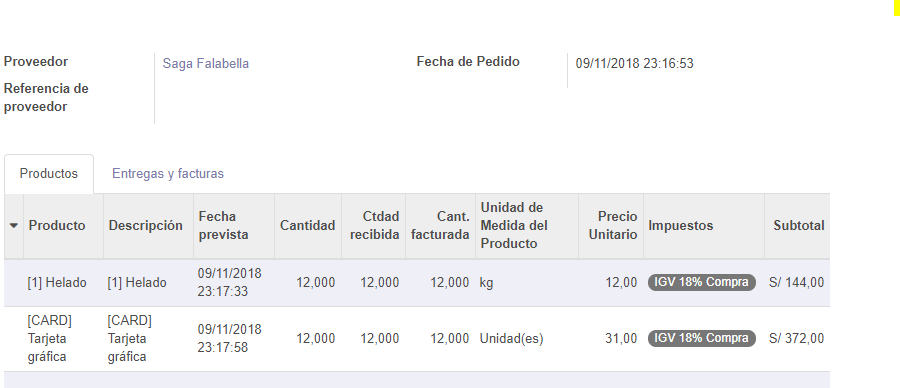 Proveedor Saga Falabella Fecha de Pedido 09/11/2018 23:16:53
Referencia de
proveedor
Productos Entregas y facturas
Producto Descripción Fecha prevista Cantidad Ctdad recibida Cant. facturada Unidad de Medida del Producto Precio Unitario Impuestos Subtotal
[1] Helado [1] Helado 09/11/2018 23:17:33 12,000 12,000 12,000 kg 12,00 IGV 18% Compra S/ 144,00
[CARD] Tarjeta gráfica [CARD] Tarjeta gráfica 09/11/2018 23:17:58 12,000 12,000 12,000 Unidad(es) 31,00 IGV 18% Compra S/ 372,00